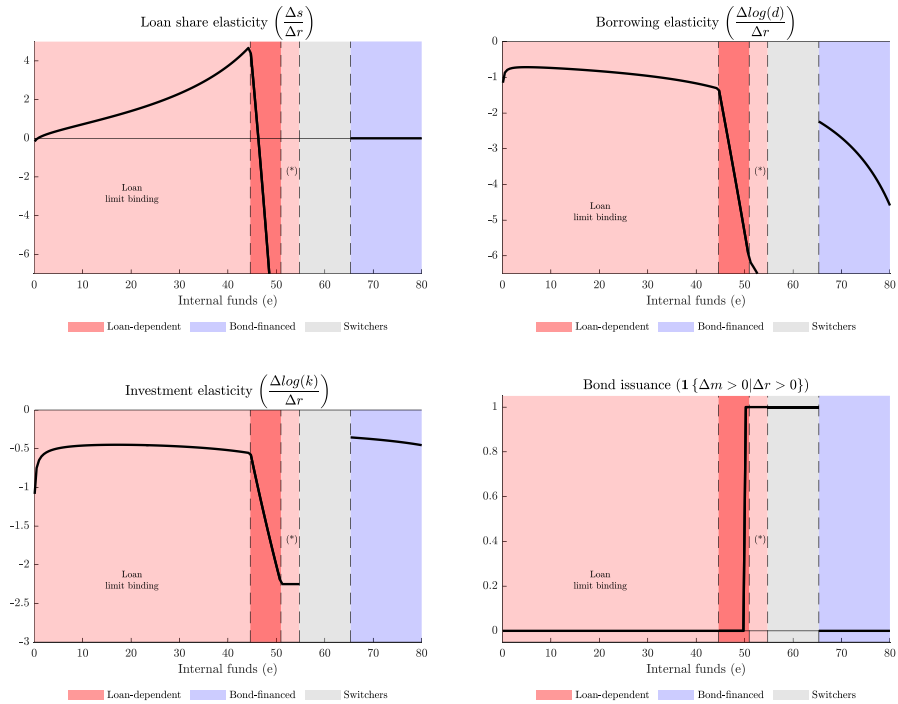 Loan share elasticity (Δs/Δr)
4
2
0
-2
-4
-6
(*)
Loan
limit binding
0 10 20 30 40 50 60 70 80
Internal funds (e)
Loan-dependent Bond-financed Switchers
Borrowing elasticity (Δlog(d)/Δr)
0
-1
-2
-3
-4
-5
-6
(*)
Loan
limit binding
0 10 20 30 40 50 60 70 80
Internal funds (e)
Loan-dependent Bond-financed Switchers
Investment elasticity (Δlog(k)/Δr)
0
-0.5
-1
-1.5
-2
-2.5
-3
(*)
Loan
limit binding
0 10 20 30 40 50 60 70 80
Internal funds (e)
Loan-dependent Bond-financed Switchers
Bond issuance (1 {Δm > 0|Δr > 0})
1
0.8
0.6
0.4
0.2
0
(*)
Loan
limit binding
0 10 20 30 40 50 60 70 80
Internal funds (e)
Loan-dependent Bond-financed Switchers